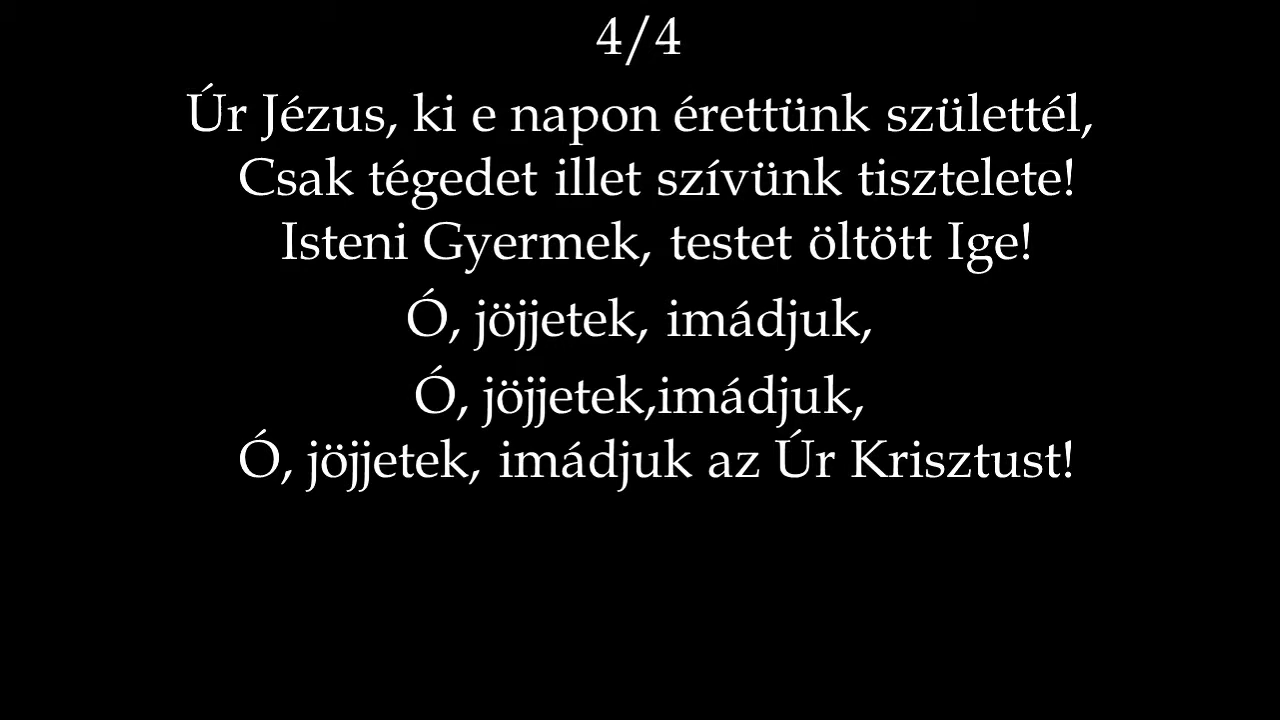 4/4
Úr Jézus, ki e napon érettünk születtél,
Csak tégedet illet szívünk tisztelete!
Isteni Gyermek, testet öltött Ige!
Ó, jöjjetek, imádjuk,
Ó, jöjjetek,imádjuk,
Ó, jöjjetek, imádjuk az Úr Krisztust!